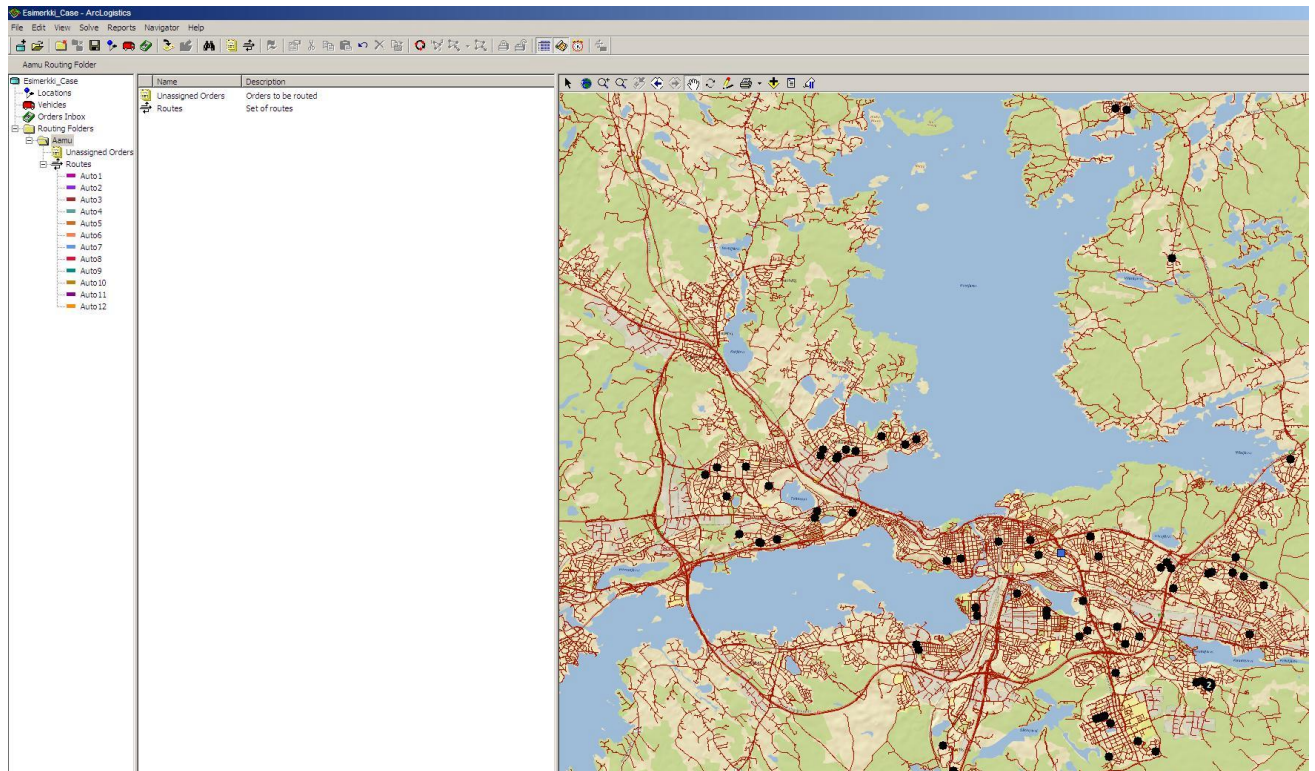 Esimerkki_Case - ArcLogistics
File Edit View Solve Reports Navigator Help
Aamu Routing Folder
Esimerkki_Case
Locations
Vehicles
Orders Inbox
Routing Folders
Aamu
Unassigned Orders
Routes
Auto1
Auto2
Auto3
Auto4
Auto5
Auto6
Auto7
Auto8
Auto9
Auto10
Auto11
Auto12
Name Description
Unassigned Orders Orders to be routed
Routes Set of routes
2